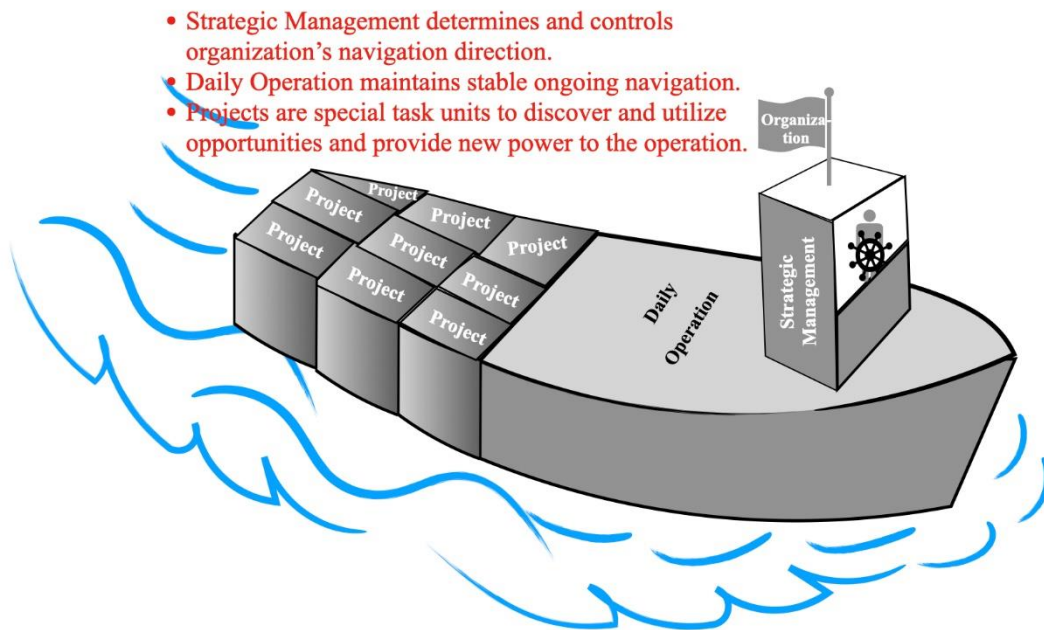 • Strategic Management determines and controls
organization’s navigation direction.
• Daily Operation maintains stable ongoing navigation.
• Projects are special task units to discover and utilize
opportunities and provide new power to the operation.
Organiza-
tion
Project
Project
Project
Project
Project
Project
Project
Project
Project
Daily
Operation
Strategic
Management